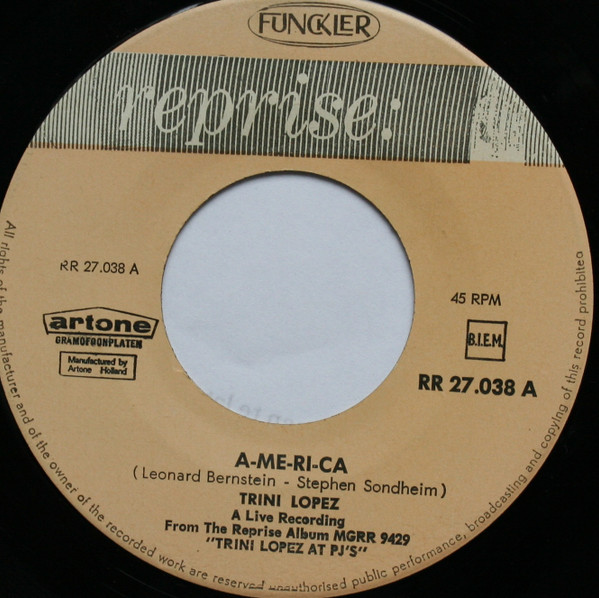 FUNCKLER
reprise:
RR 27.038 A
45 RPM
artone
GRAMOFOONPLATEN
Manufactured by
Artone Holland
B.I.E.M.
RR 27.038 A
A-ME-RI-CA
( Leonard Bernstein - Stephen Sondheim )
TRINI LOPEZ
A Live Recording
From The Reprise Album MGRR 9429
"TRINI LOPEZ AT PJ'S"
All rights of the manufacturer and of the owner of the recorded work are reserved unauthorised public performance, broadcasting and copying of this record prohibited